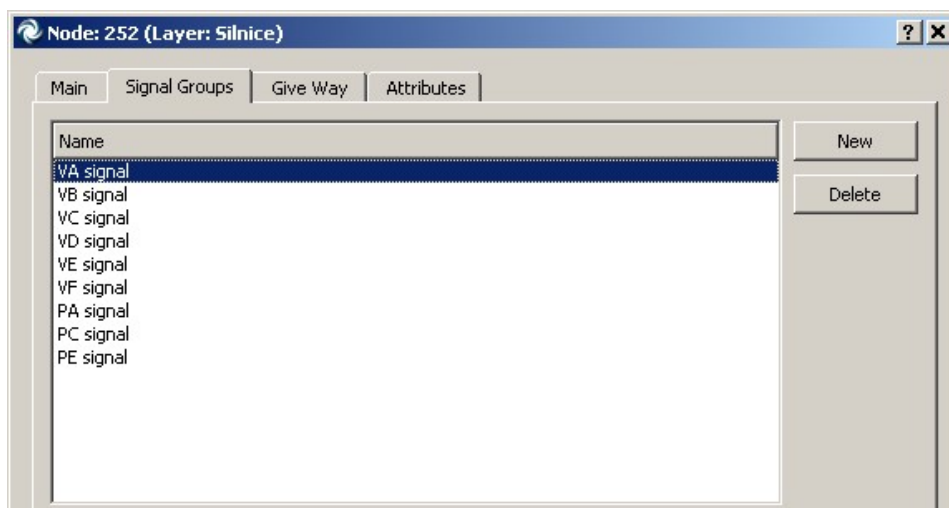 Node: 252 (Layer: Silnice)
Main Signal Groups Give Way Attributes
Name
New
VA signal
VB signal
Delete
VC signal
VD signal
VE signal
VF signal
PA signal
PC signal
PE signal